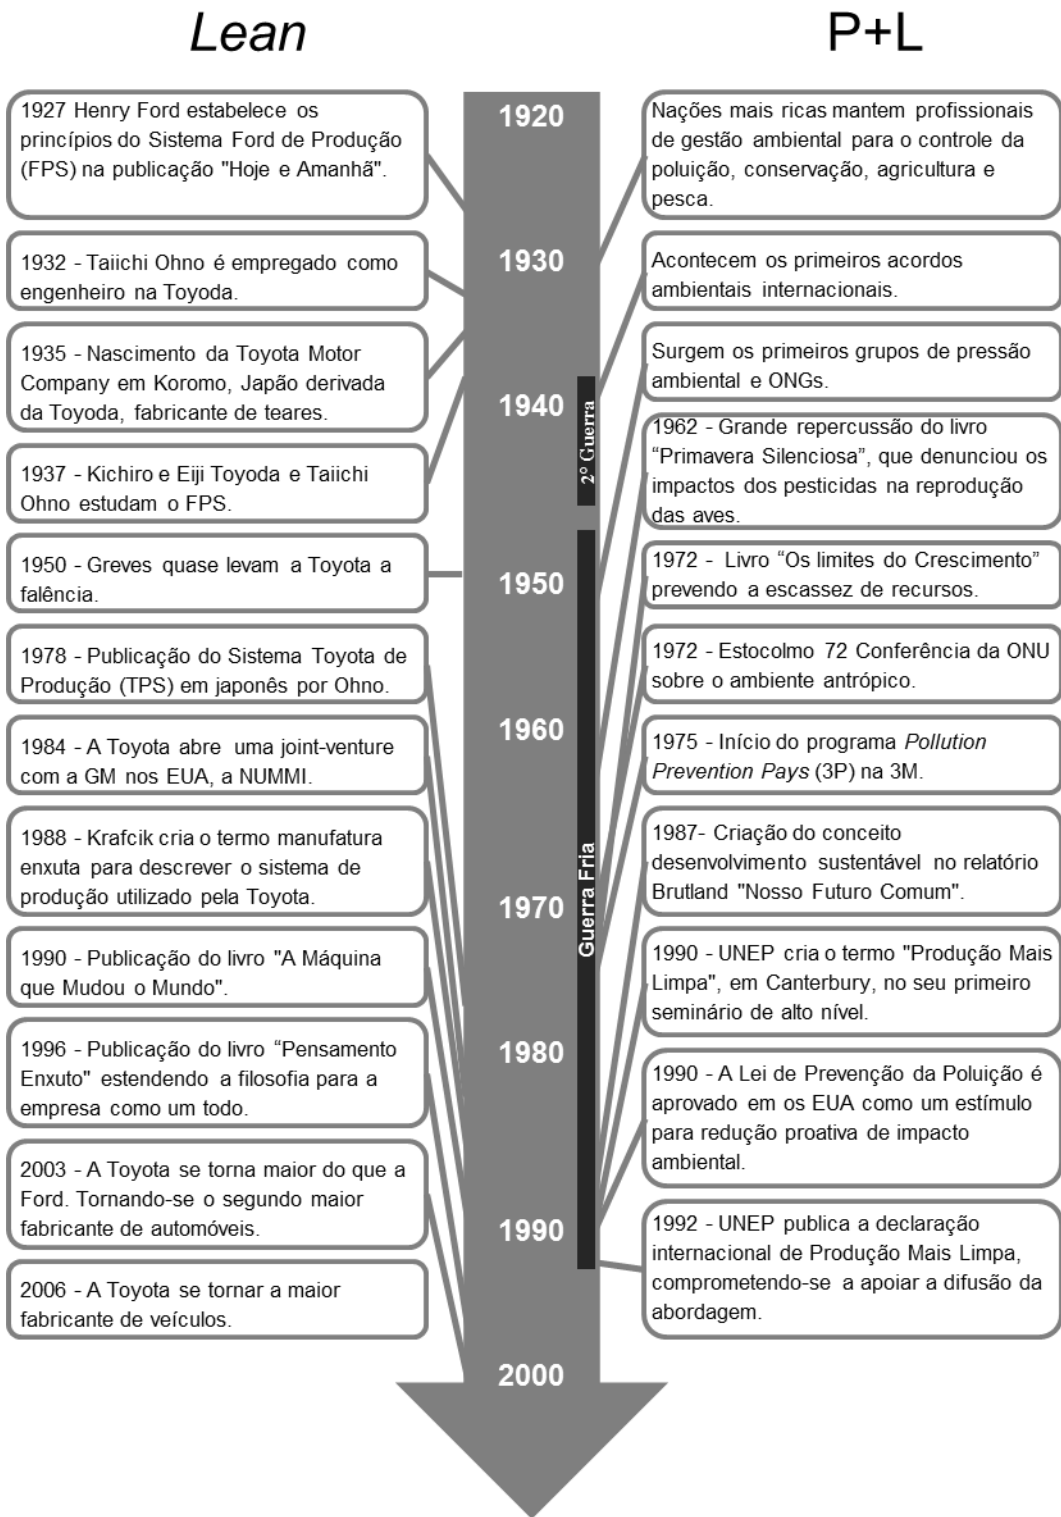 Lean
1927 Henry Ford estabelece os
princípios do Sistema Ford de Produção
(FPS) na publicação "Hoje e Amanhã".
1932 - Taiichi Ohno é empregado como
engenheiro na Toyoda.
1935 - Nascimento da Toyota Motor
Company em Koromo, Japão derivada
da Toyoda, fabricante de teares.
1937 - Kichiro e Eiji Toyoda e Taiichi
Ohno estudam o FPS.
1950 - Greves quase levam a Toyota a
falência.
1978 - Publicação do Sistema Toyota de
Produção (TPS) em japonês por Ohno.
1984 - A Toyota abre uma joint-venture
com a GM nos EUA, a NUMMI.
1988 - Krafcik cria o termo manufatura
enxuta para descrever o sistema de
produção utilizado pela Toyota.
1990 - Publicação do livro "A Máquina
que Mudou o Mundo".
1996 - Publicação do livro “Pensamento
Enxuto" estendendo a filosofia para a
empresa como um todo.
2003 - A Toyota se torna maior do que a
Ford. Tornando-se o segundo maior
fabricante de automóveis.
2006 - A Toyota se tornar a maior
fabricante de veículos.
1920
1930
1940
1950
1960
1970
1980
1990
2000
2° Guerra
Guerra Fria
P+L
Nações mais ricas mantem profissionais
de gestão ambiental para o controle da
poluição, conservação, agricultura e
pesca.
Acontecem os primeiros acordos
ambientais internacionais.
Surgem os primeiros grupos de pressão
ambiental e ONGs.
1962 - Grande repercussão do livro
“Primavera Silenciosa”, que denunciou os
impactos dos pesticidas na reprodução
das aves.
1972 - Livro “Os limites do Crescimento”
prevendo a escassez de recursos.
1972 - Estocolmo 72 Conferência da ONU
sobre o ambiente antrópico.
1975 - Início do programa Pollution
Prevention Pays (3P) na 3M.
1987- Criação do conceito
desenvolvimento sustentável no relatório
Brutland "Nosso Futuro Comum".
1990 - UNEP cria o termo "Produção Mais
Limpa", em Canterbury, no seu primeiro
seminário de alto nível.
1990 - A Lei de Prevenção da Poluição é
aprovado em os EUA como um estímulo
para redução proativa de impacto
ambiental.
1992 - UNEP publica a declaração
internacional de Produção Mais Limpa,
comprometendo-se a apoiar a difusão da
abordagem.